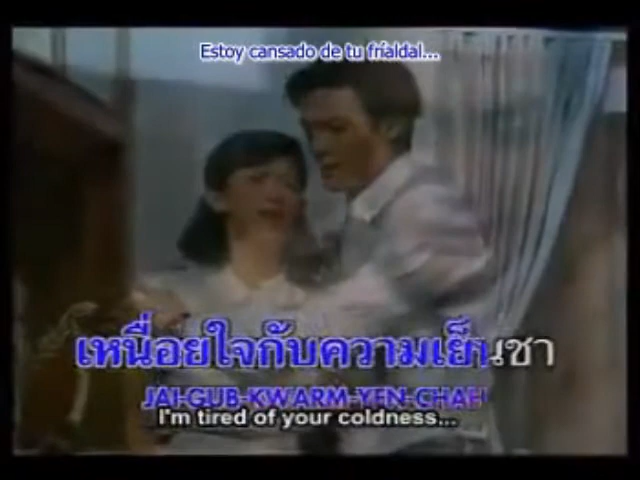 Estoy cansado de tu frialdal...
เหนื่อยใจกับความเย็นชา
JAI-GUB-KWARM-YEN-CHAH
I'm tired of your coldness...